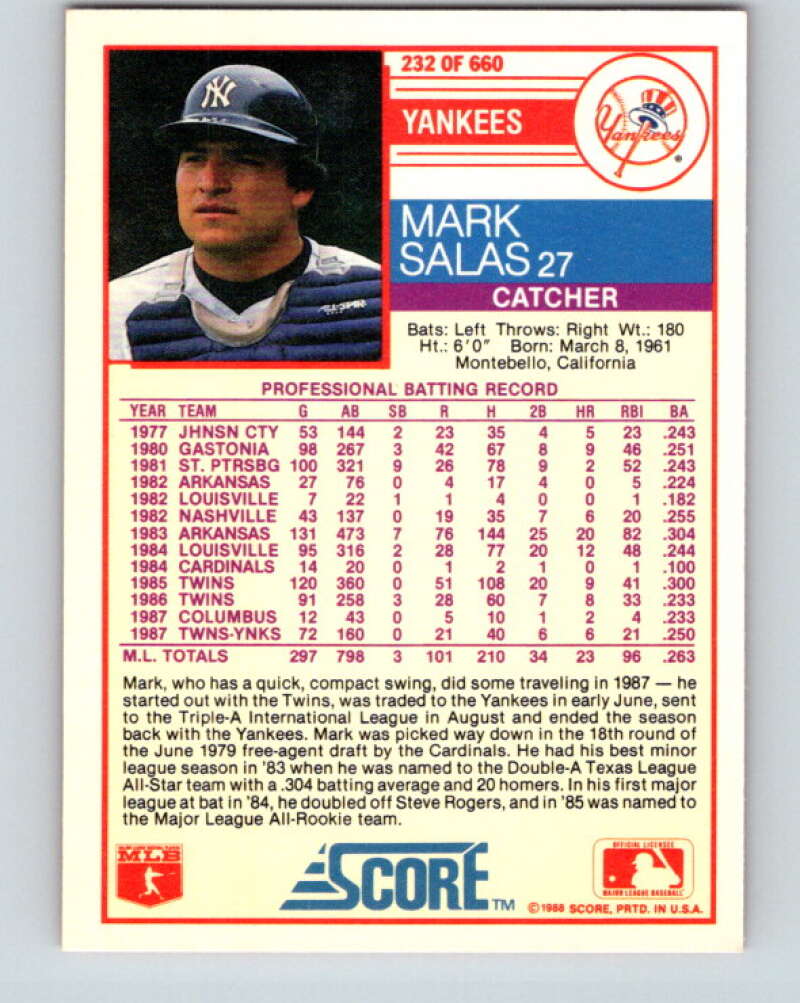 232 OF 660
YANKEES
Yankees
MARK
SALAS 27
CATCHER
Bats: Left Throws: Right Wt.: 180
Ht.: 6'0" Born: March 8, 1961
Montebello, California
PROFESSIONAL BATTING RECORD
YEAR TEAM G AB SB R H 2B HR RBI BA
1977 JHNSN CTY 53 144 2 23 35 4 5 23 .243
1980 GASTONIA 98 267 3 42 67 8 9 46 .251
1981 ST. PTRSBG 100 321 9 26 78 9 2 52 .243
1982 ARKANSAS 27 76 0 4 17 4 0 5 .224
1982 LOUISVILLE 7 22 1 1 4 0 0 1 .182
1982 NASHVILLE 43 137 0 19 35 7 6 20 .255
1983 ARKANSAS 131 473 7 76 144 25 20 82 .304
1984 LOUISVILLE 95 316 2 28 77 20 12 48 .244
1984 CARDINALS 14 20 0 1 2 1 0 1 .100
1985 TWINS 120 360 0 51 108 20 9 41 .300
1986 TWINS 91 258 3 28 60 7 8 33 .233
1987 COLUMBUS 12 43 0 5 10 1 2 4 .233
1987 TWNS-YNKS 72 160 0 21 40 6 6 21 .250
M.L. TOTALS 297 798 3 101 210 34 23 96 .263
Mark, who has a quick, compact swing, did some traveling in 1987 — he
started out with the Twins, was traded to the Yankees in early June, sent
to the Triple-A International League in August and ended the season
back with the Yankees. Mark was picked way down in the 18th round of
the June 1979 free-agent draft by the Cardinals. He had his best minor
league season in '83 when he was named to the Double-A Texas League
All-Star team with a .304 batting average and 20 homers. In his first major
league at bat in '84, he doubled off Steve Rogers, and in '85 was named to
the Major League All-Rookie team.
MLB
SCORE TM
OFFICIAL LICENSEE
MAJOR LEAGUE BASEBALL
©1988 SCORE, PRTD. IN U.S.A.